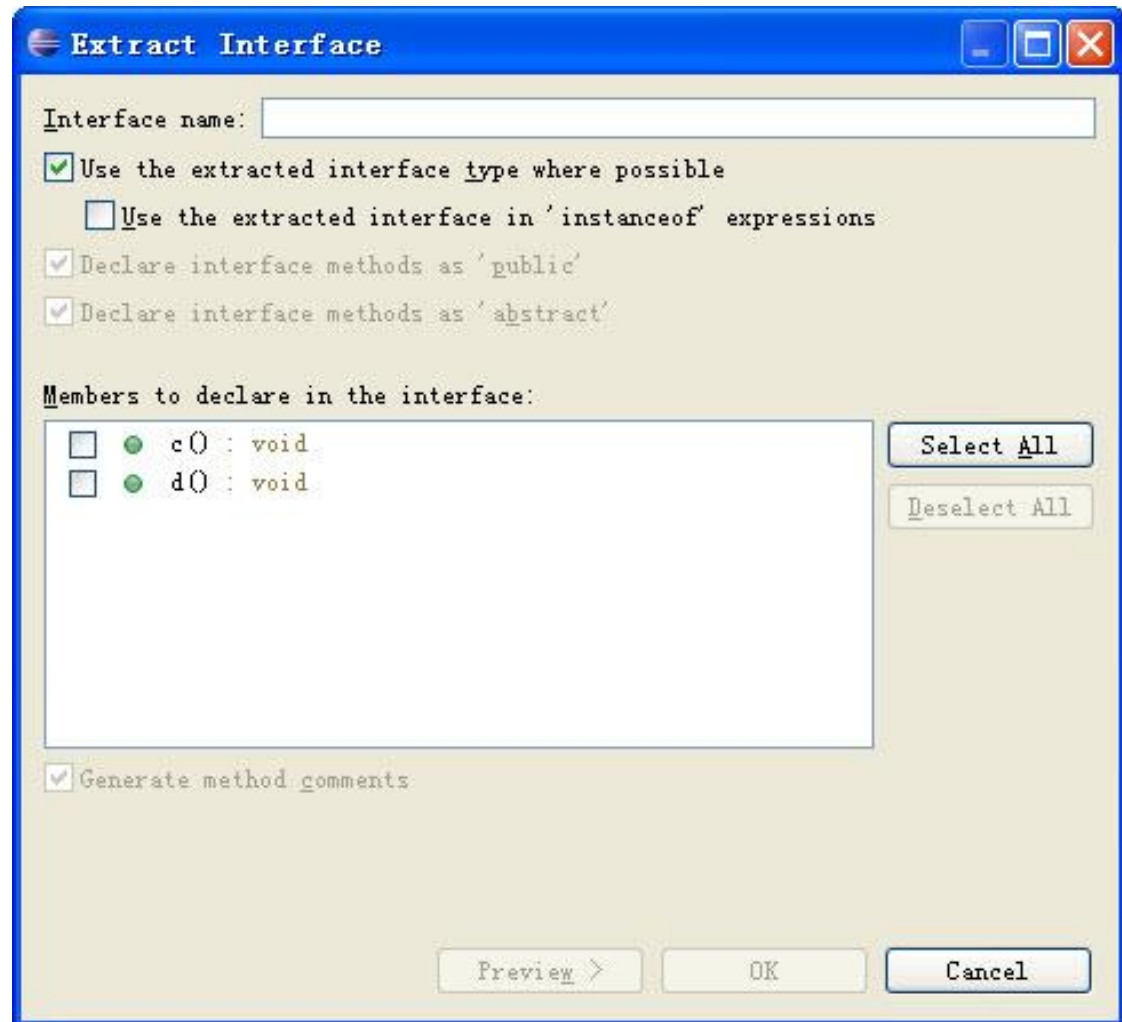 Extract Interface
Interface name:
Use the extracted interface type where possible
Use the extracted interface in 'instanceof' expressions
Declare interface methods as 'public'
Declare interface methods as 'abstract'
Members to declare in the interface:
c() : void
Select All
d() : void
Deselect All
Generate method comments
Preview > OK Cancel